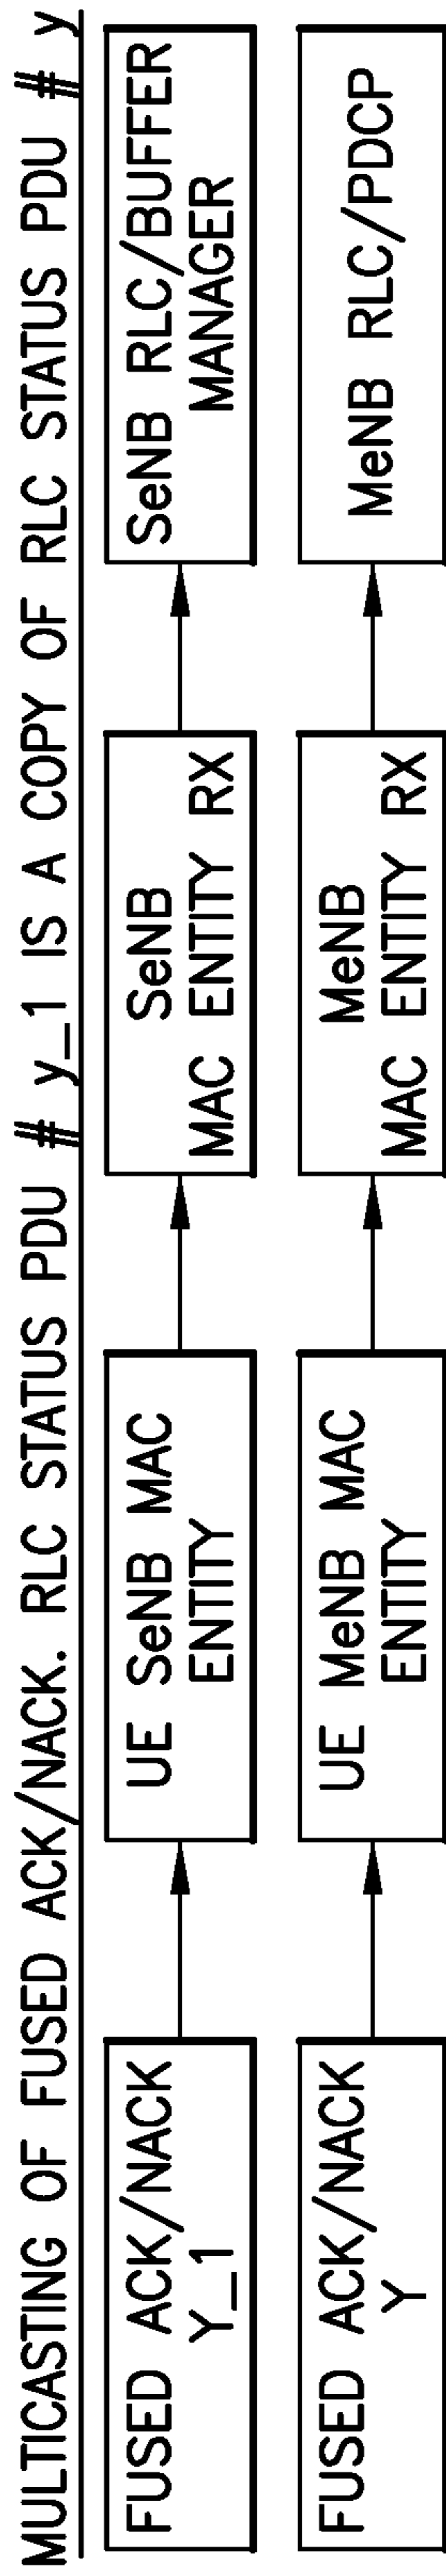 MULTICASTING OF FUSED ACK/NACK. RLC STATUS PDU # y_1 IS A COPY OF RLC STATUS PDU # y
FUSED ACK/NACK
Y_1
UE SeNB MAC
ENTITY
SeNB
MAC ENTITY RX
SeNB RLC/BUFFER
MANAGER
FUSED ACK/NACK
Y
UE MeNB MAC
ENTITY
MeNB
MAC ENTITY RX
MeNB RLC/PDCP